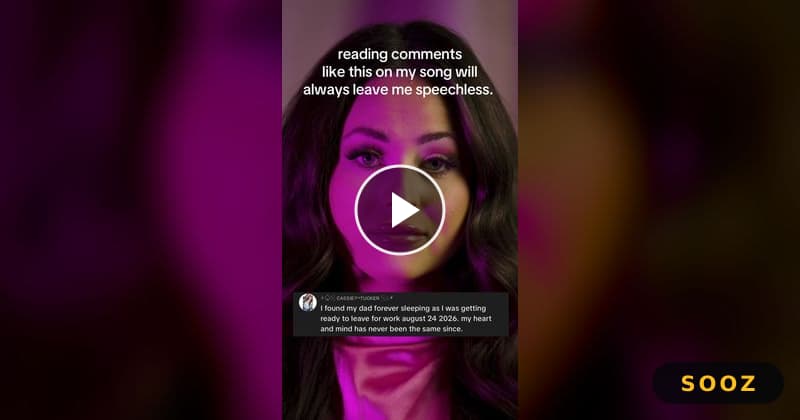 reading comments
like this on my song will
always leave me speechless.
CASSIE TUCKER
I found my dad forever sleeping as I was getting
ready to leave for work august 24 2026. my heart
and mind has never been the same since.
SOOZ